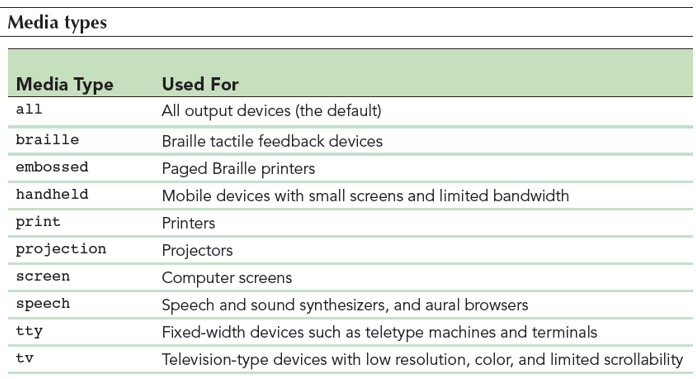 Media types
Media Type Used For
all All output devices (the default)
braille Braille tactile feedback devices
embossed Paged Braille printers
handheld Mobile devices with small screens and limited bandwidth
print Printers
projection Projectors
screen Computer screens
speech Speech and sound synthesizers, and aural browsers
tty Fixed-width devices such as teletype machines and terminals
tv Television-type devices with low resolution, color, and limited scrollability